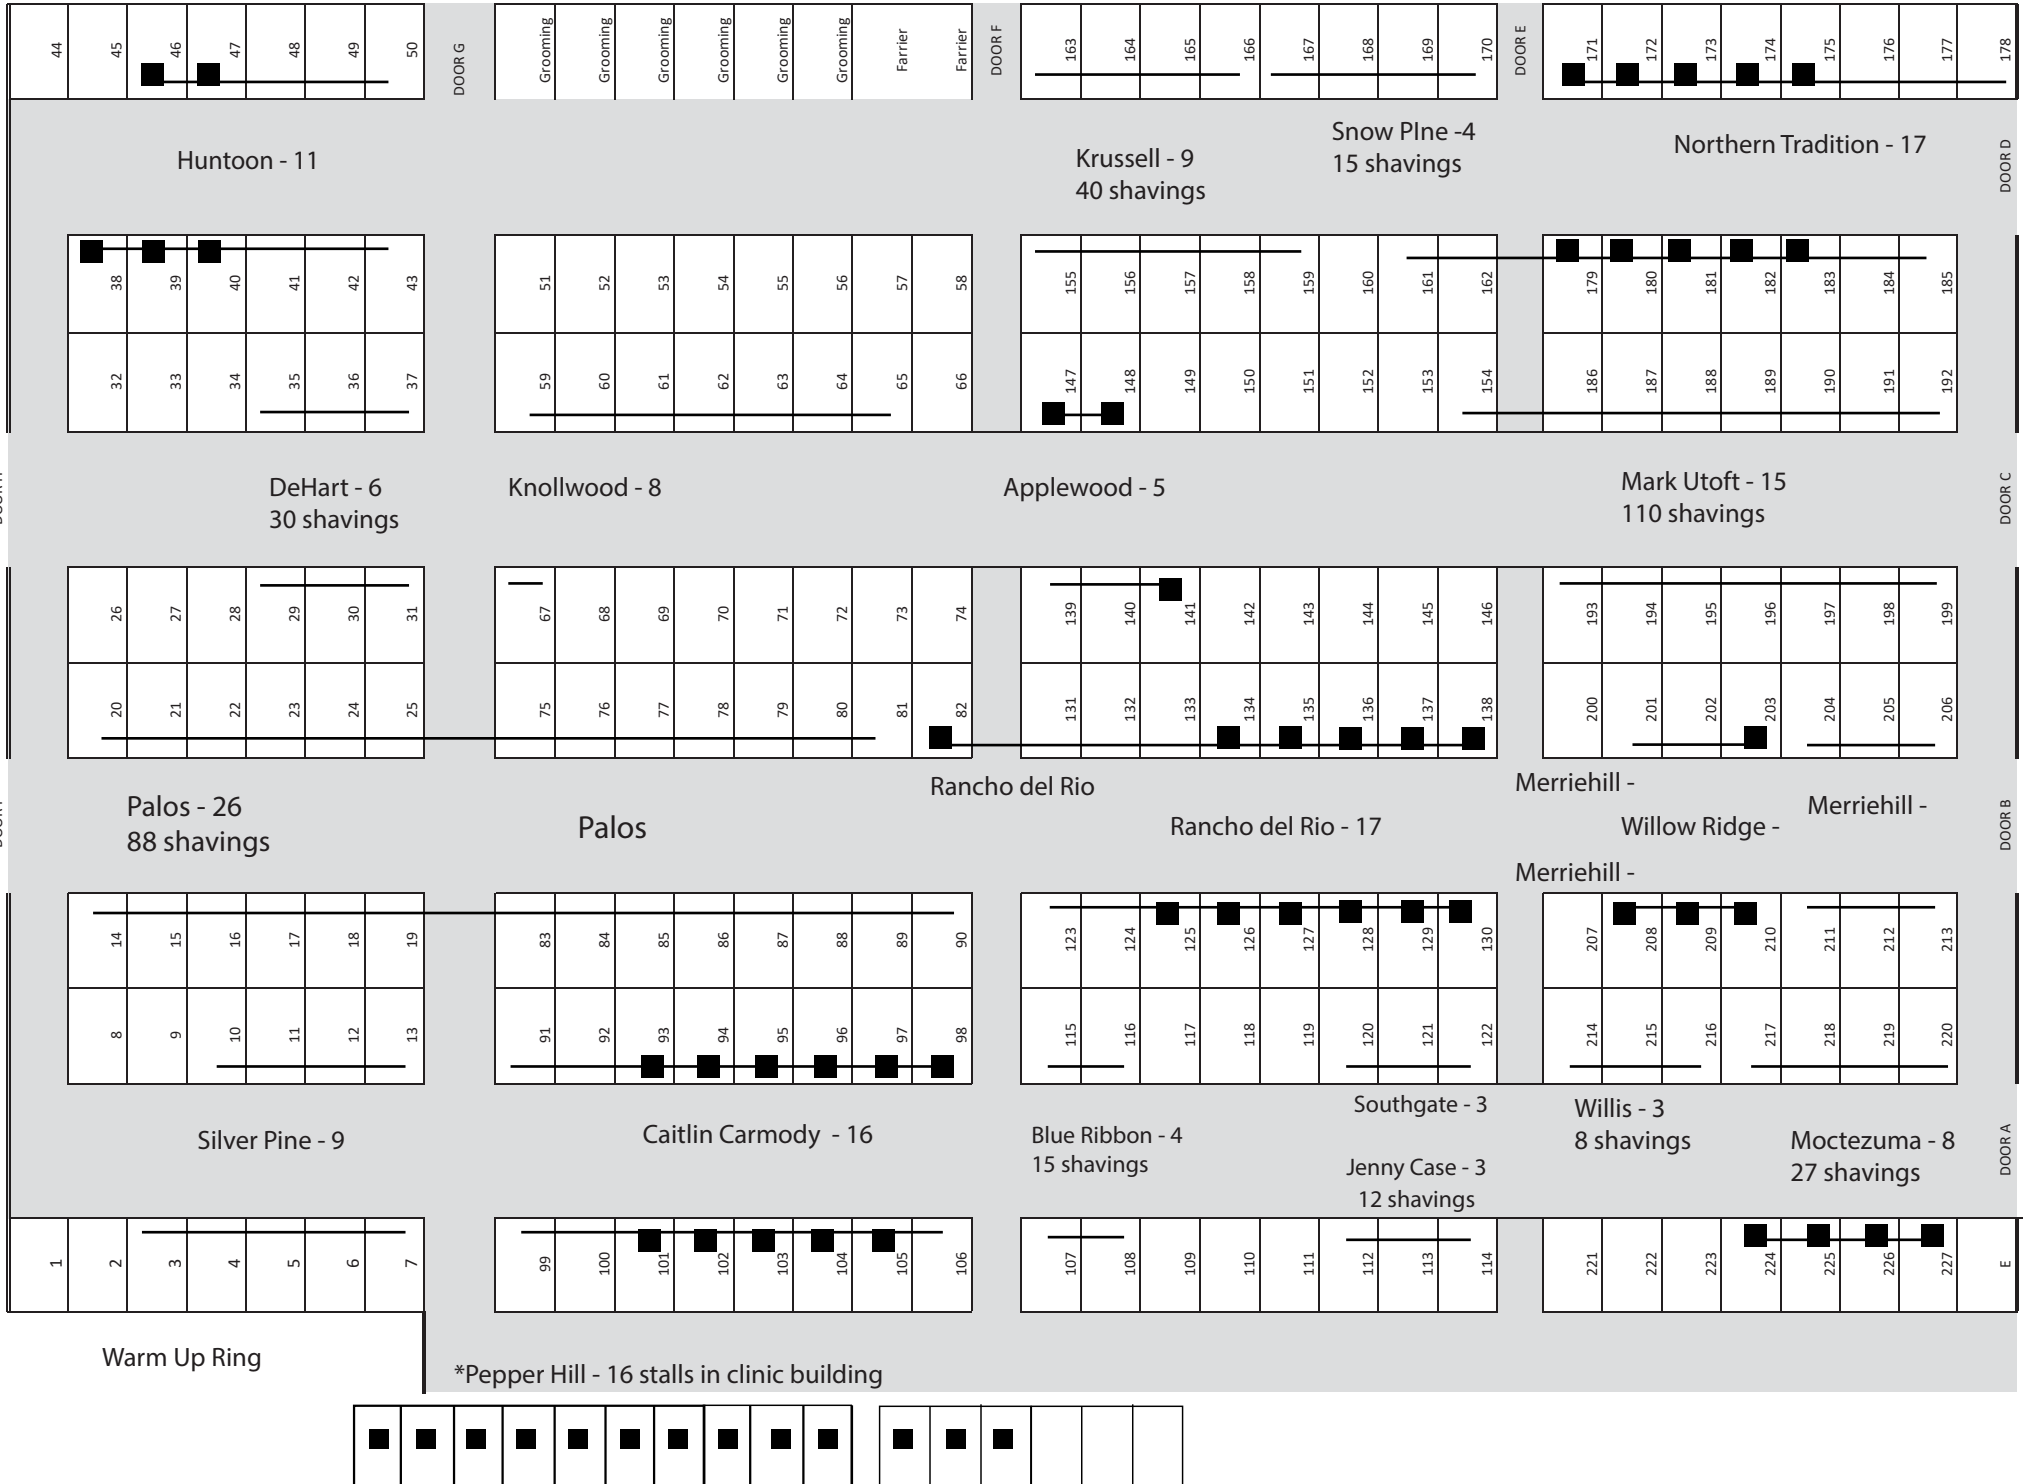 44 45 46 47 48 49 50 DOOR G Grooming Grooming Grooming Grooming Grooming Grooming Farrier Farrier DOOR F 163 164 165 166 167 168 169 170 DOOR E 171 172 173 174 175 176 177 178
Huntoon - 11
Krussell - 9
40 shavings
Snow PIne -4
15 shavings
Northern Tradition - 17
DOOR D
38 39 40 41 42 43 51 52 53 54 55 56 57 58 155 156 157 158 159 160 161 162 179 180 181 182 183 184 185
32 33 34 35 36 37 59 60 61 62 63 64 65 66 147 148 149 150 151 152 153 154 186 187 188 189 190 191 192
DeHart - 6
30 shavings
Knollwood - 8
Applewood - 5
Mark Utoft - 15
110 shavings
DOOR C
26 27 28 29 30 31 67 68 69 70 71 72 73 74 139 140 141 142 143 144 145 146 193 194 195 196 197 198 199
20 21 22 23 24 25 75 76 77 78 79 80 81 82 131 132 133 134 135 136 137 138 200 201 202 203 204 205 206
Palos - 26
88 shavings
Palos
Rancho del Rio
Rancho del Rio - 17
Merriehill -
Willow Ridge -
Merriehill -
Merriehill -
DOOR B
14 15 16 17 18 19 83 84 85 86 87 88 89 90 123 124 125 126 127 128 129 130 207 208 209 210 211 212 213
8 9 10 11 12 13 91 92 93 94 95 96 97 98 115 116 117 118 119 120 121 122 214 215 216 217 218 219 220
Silver Pine - 9
Caitlin Carmody - 16
Blue Ribbon - 4
15 shavings
Southgate - 3
Jenny Case - 3
12 shavings
Willis - 3
8 shavings
Moctezuma - 8
27 shavings
DOOR A
1 2 3 4 5 6 7 99 100 101 102 103 104 105 106 107 108 109 110 111 112 113 114 221 222 223 224 225 226 227 E
Warm Up Ring
*Pepper Hill - 16 stalls in clinic building